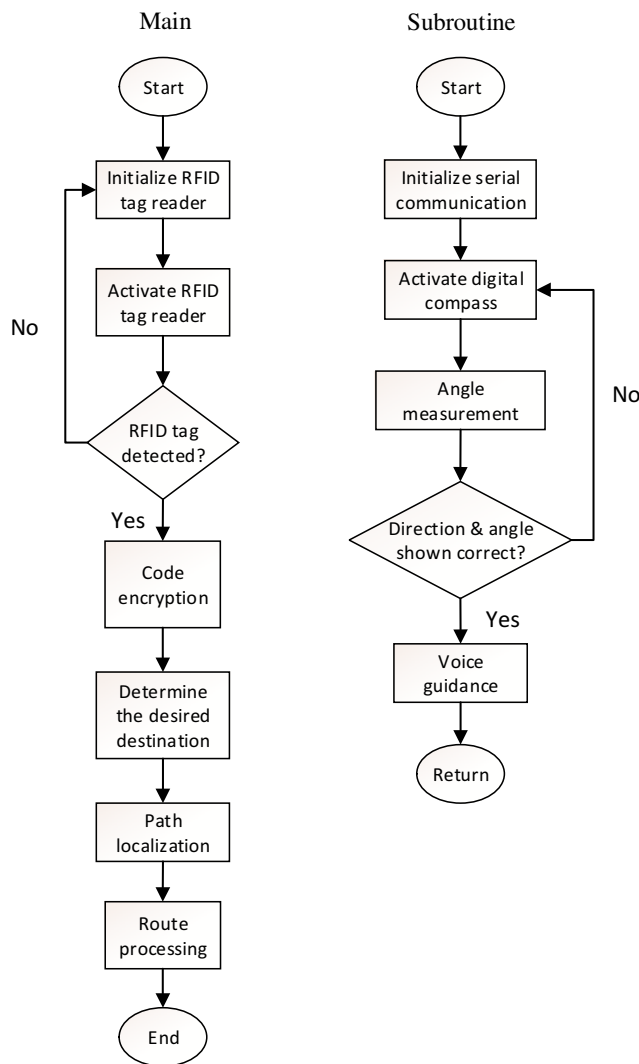 Main
Start
Initialize RFID
tag reader
Activate RFID
tag reader
No
RFID tag
detected?
Yes
Code
encryption
Determine
the desired
destination
Path
localization
Route
processing
End
Subroutine
Start
Initialize serial
communication
Activate digital
compass
Angle
measurement
No
Direction & angle
shown correct?
Yes
Voice
guidance
Return